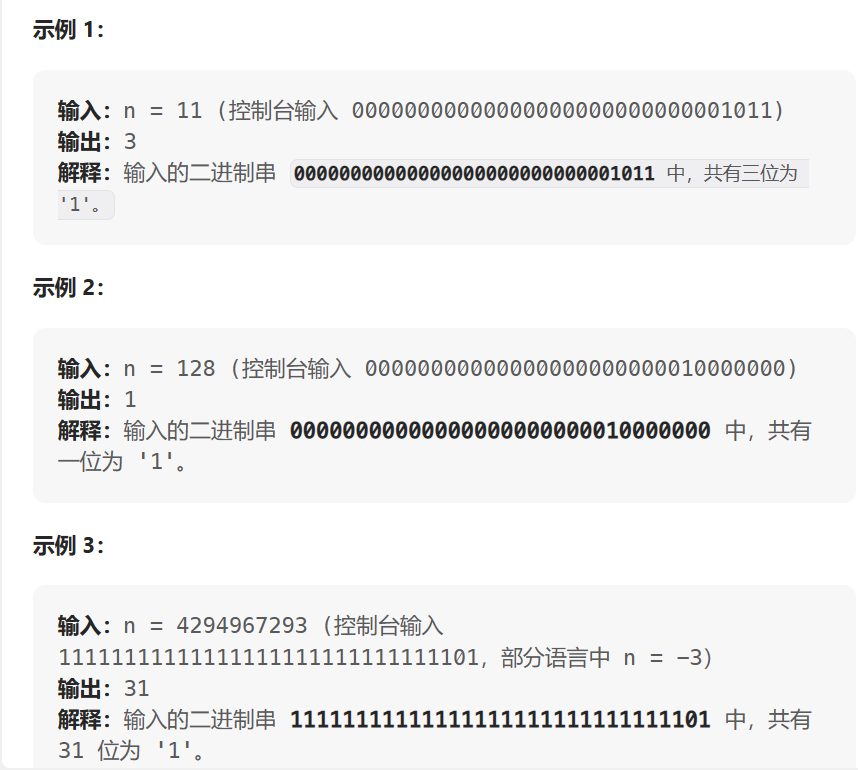 示例 1：
输入：n = 11 (控制台输入 00000000000000000000000000001011)
输出：3
解释：输入的二进制串 00000000000000000000000000001011 中，共有三位为
'1'。
示例 2：
输入：n = 128 (控制台输入 00000000000000000000000010000000)
输出：1
解释：输入的二进制串 00000000000000000000000010000000 中，共有
一位为 '1'。
示例 3：
输入：n = 4294967293 (控制台输入
11111111111111111111111111111101，部分语言中 n = −3)
输出：31
解释：输入的二进制串 11111111111111111111111111111101 中，共有
31 位为 '1'。